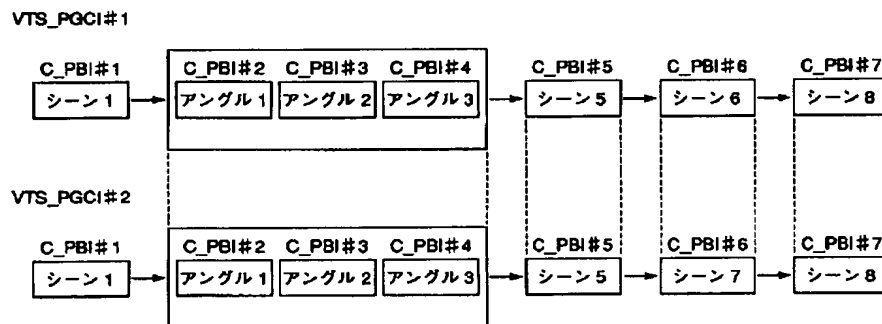 VTS_PGCI#1
C_PBI#1 C_PBI#2 C_PBI#3 C_PBI#4 C_PBI#5 C_PBI#6 C_PBI#7
シーン 1 アングル 1 アングル 2 アングル 3 シーン 5 シーン 6 シーン 8
VTS_PGCI#2
C_PBI#1 C_PBI#2 C_PBI#3 C_PBI#4 C_PBI#5 C_PBI#6 C_PBI#7
シーン 1 アングル 1 アングル 2 アングル 3 シーン 5 シーン 7 シーン 8